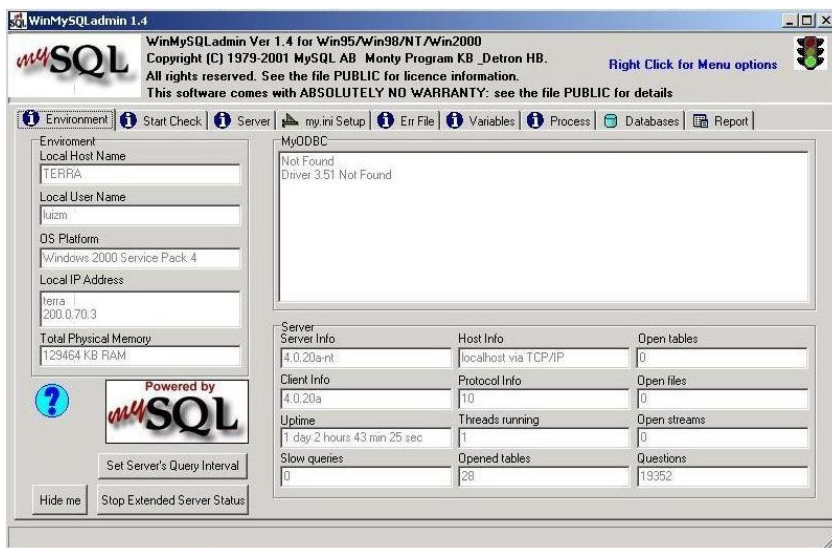 WinMySQLadmin 1.4
mySQL
WinMySQLadmin Ver 1.4 for Win95/Win98/NT/Win2000
Copyright (C) 1979-2001 MySQL AB Monty Program KB _Detron HB.
All rights reserved. See the file PUBLIC for licence information.
This software comes with ABSOLUTELY NO WARRANTY: see the file PUBLIC for details
Right Click for Menu options
Environment
Start Check
Server
my.ini Setup
Err File
Variables
Process
Databases
Report
Enviroment
Local Host Name
TERRA
Local User Name
luizm
OS Platform
Windows 2000 Service Pack 4
Local IP Address
terra
200.0.70.3
Total Physical Memory
129464 KB RAM
MyODBC
Not Found
Driver 3.51 Not Found
Powered by
mySQL
Set Server's Query Interval
Hide me
Stop Extended Server Status
Server
Server Info
4.0.20a-nt
Host Info
localhost via TCP/IP
Open tables
0
Client Info
4.0.20a
Protocol Info
10
Open files
0
Uptime
1 day 2 hours 43 min 25 sec
Threads running
1
Open streams
0
Slow queries
0
Opened tables
28
Questions
19352